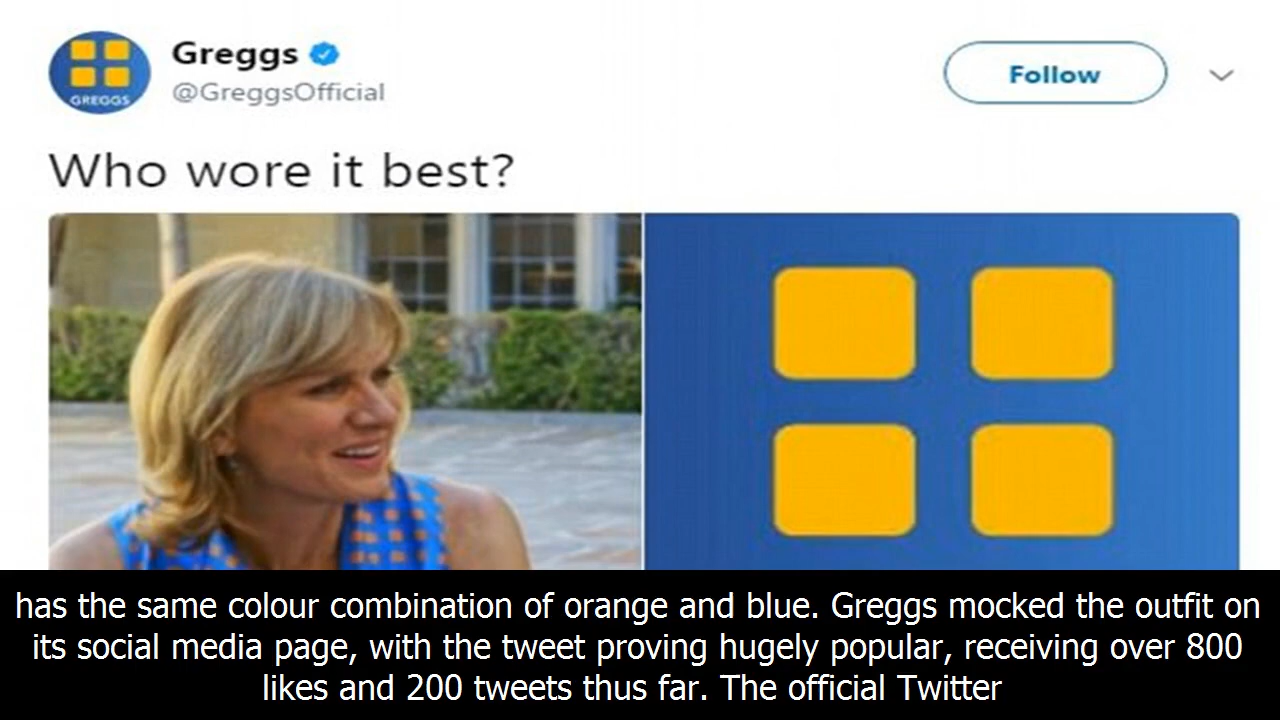 GREGGS
Greggs
@GreggsOfficial
Follow
Who wore it best?
has the same colour combination of orange and blue. Greggs mocked the outfit on
its social media page, with the tweet proving hugely popular, receiving over 800
likes and 200 tweets thus far. The official Twitter